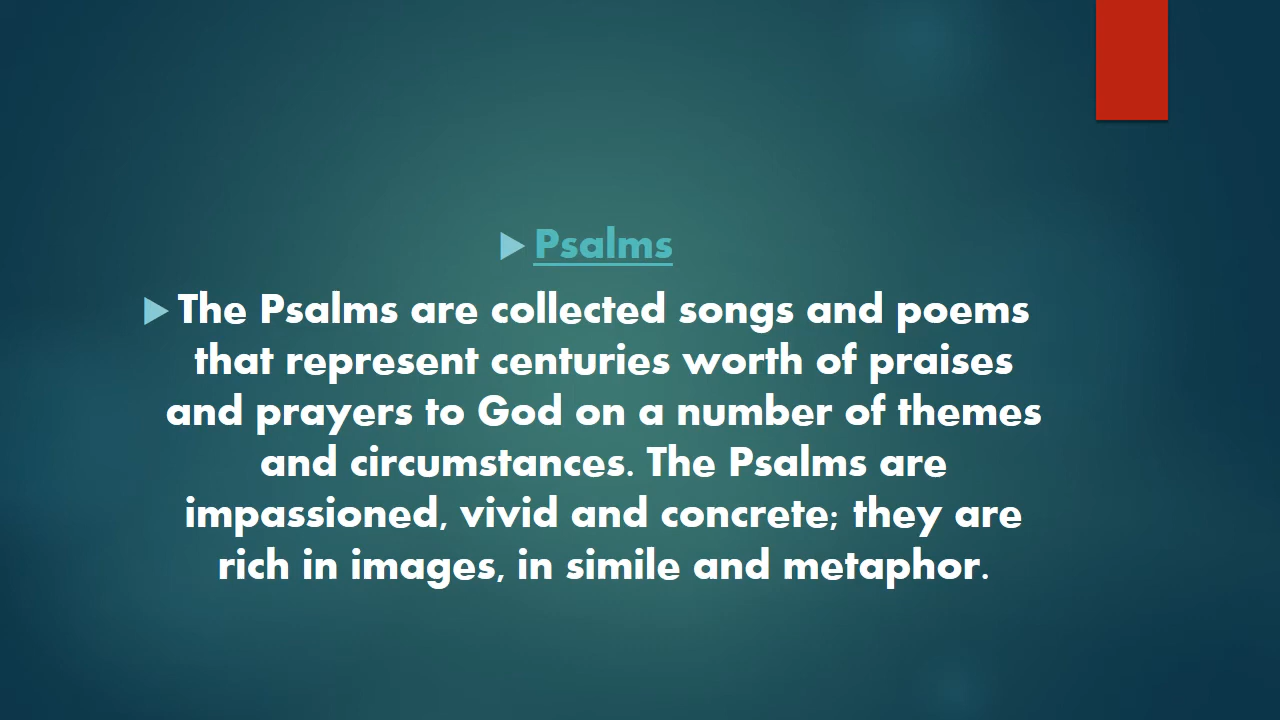 Psalms
The Psalms are collected songs and poems
that represent centuries worth of praises
and prayers to God on a number of themes
and circumstances. The Psalms are
impassioned, vivid and concrete; they are
rich in images, in simile and metaphor.